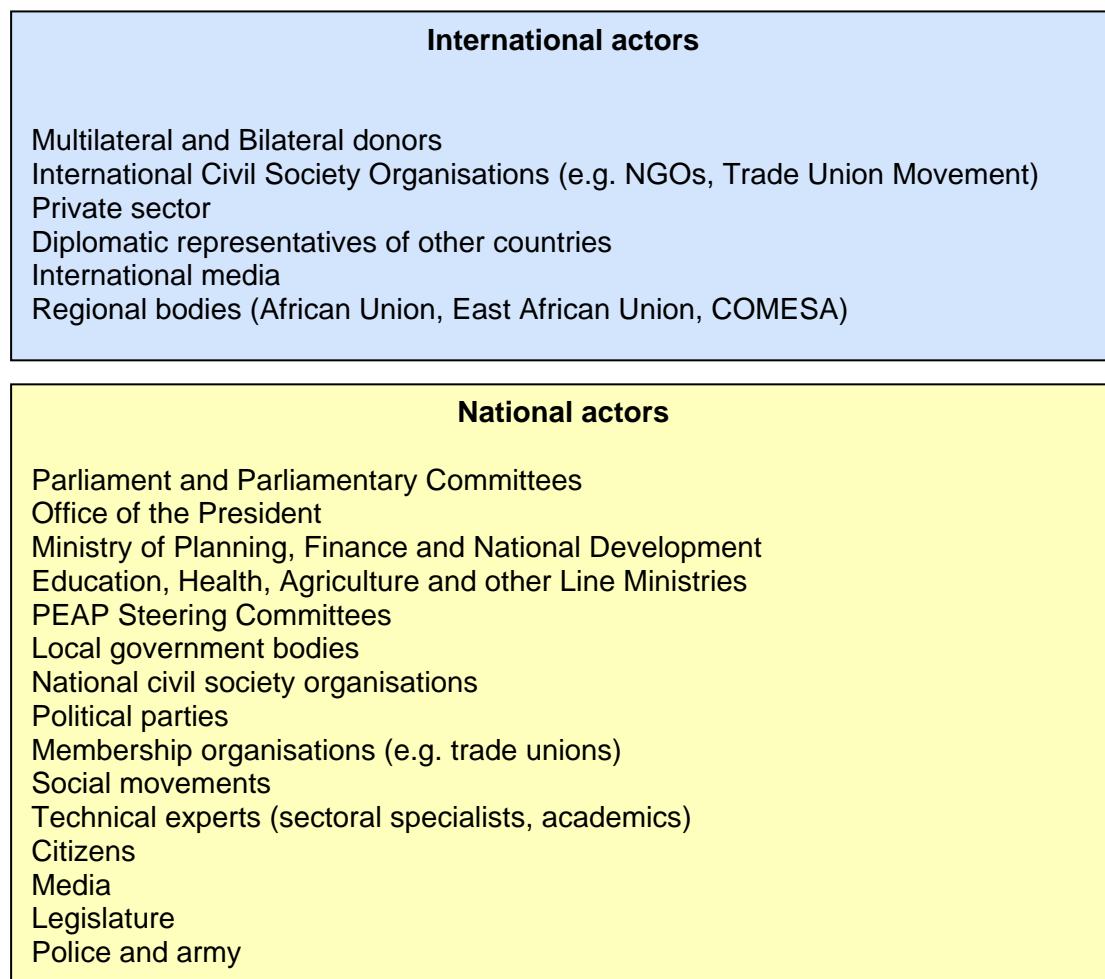 International actors
Multilateral and Bilateral donors
International Civil Society Organisations (e.g. NGOs, Trade Union Movement)
Private sector
Diplomatic representatives of other countries
International media
Regional bodies (African Union, East African Union, COMESA)
National actors
Parliament and Parliamentary Committees
Office of the President
Ministry of Planning, Finance and National Development
Education, Health, Agriculture and other Line Ministries
PEAP Steering Committees
Local government bodies
National civil society organisations
Political parties
Membership organisations (e.g. trade unions)
Social movements
Technical experts (sectoral specialists, academics)
Citizens
Media
Legislature
Police and army